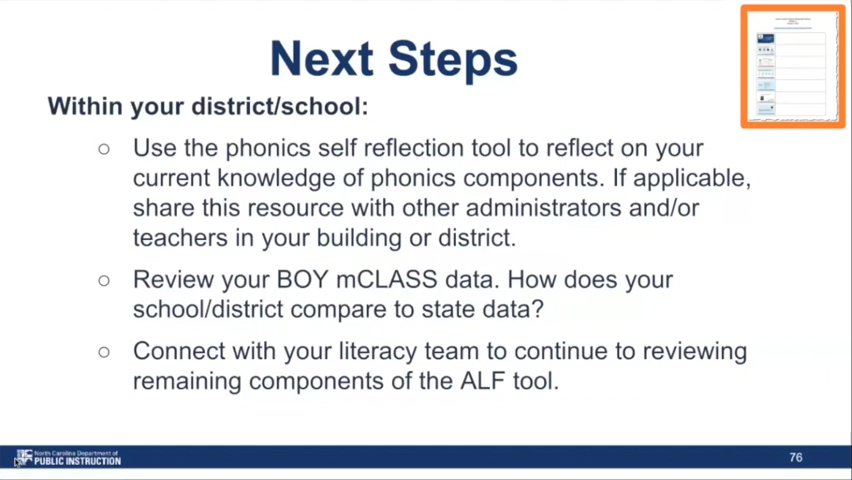 Next Steps
Within your district/school:
○ Use the phonics self reflection tool to reflect on your
current knowledge of phonics components. If applicable,
share this resource with other administrators and/or
teachers in your building or district.
○ Review your BOY mCLASS data. How does your
school/district compare to state data?
○ Connect with your literacy team to continue to reviewing
remaining components of the ALF tool.
North Carolina Department of
PUBLIC INSTRUCTION
76